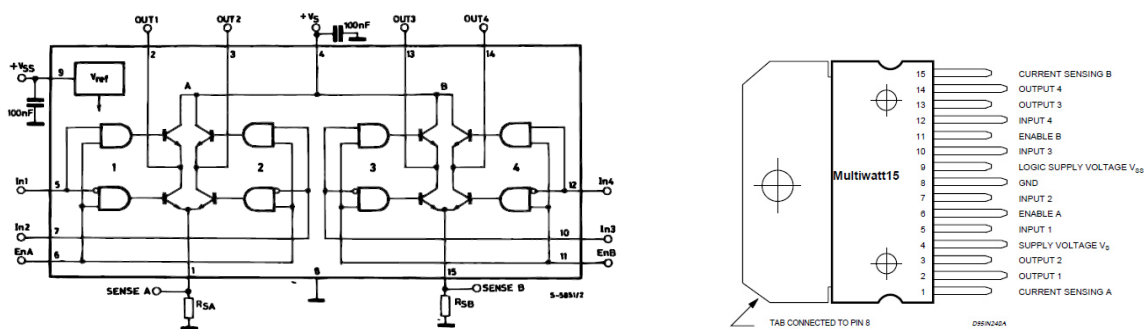 OUT1 OUT2 +Vs OUT3 OUT4
100nF
2 3 4 13 14
+Vss 9 Vref A B
100nF
1 2 3 4
In1 5 12 In4
In2 7 10 In3
EnA 6 11 EnB
1 8 15
SENSE A SENSE B S-5851/2
RSA RSB
Multiwatt15
15 CURRENT SENSING B
14 OUTPUT 4
13 OUTPUT 3
12 INPUT 4
11 ENABLE B
10 INPUT 3
9 LOGIC SUPPLY VOLTAGE VSS
8 GND
7 INPUT 2
6 ENABLE A
5 INPUT 1
4 SUPPLY VOLTAGE VS
3 OUTPUT 2
2 OUTPUT 1
1 CURRENT SENSING A
TAB CONNECTED TO PIN 8 D95IN240A